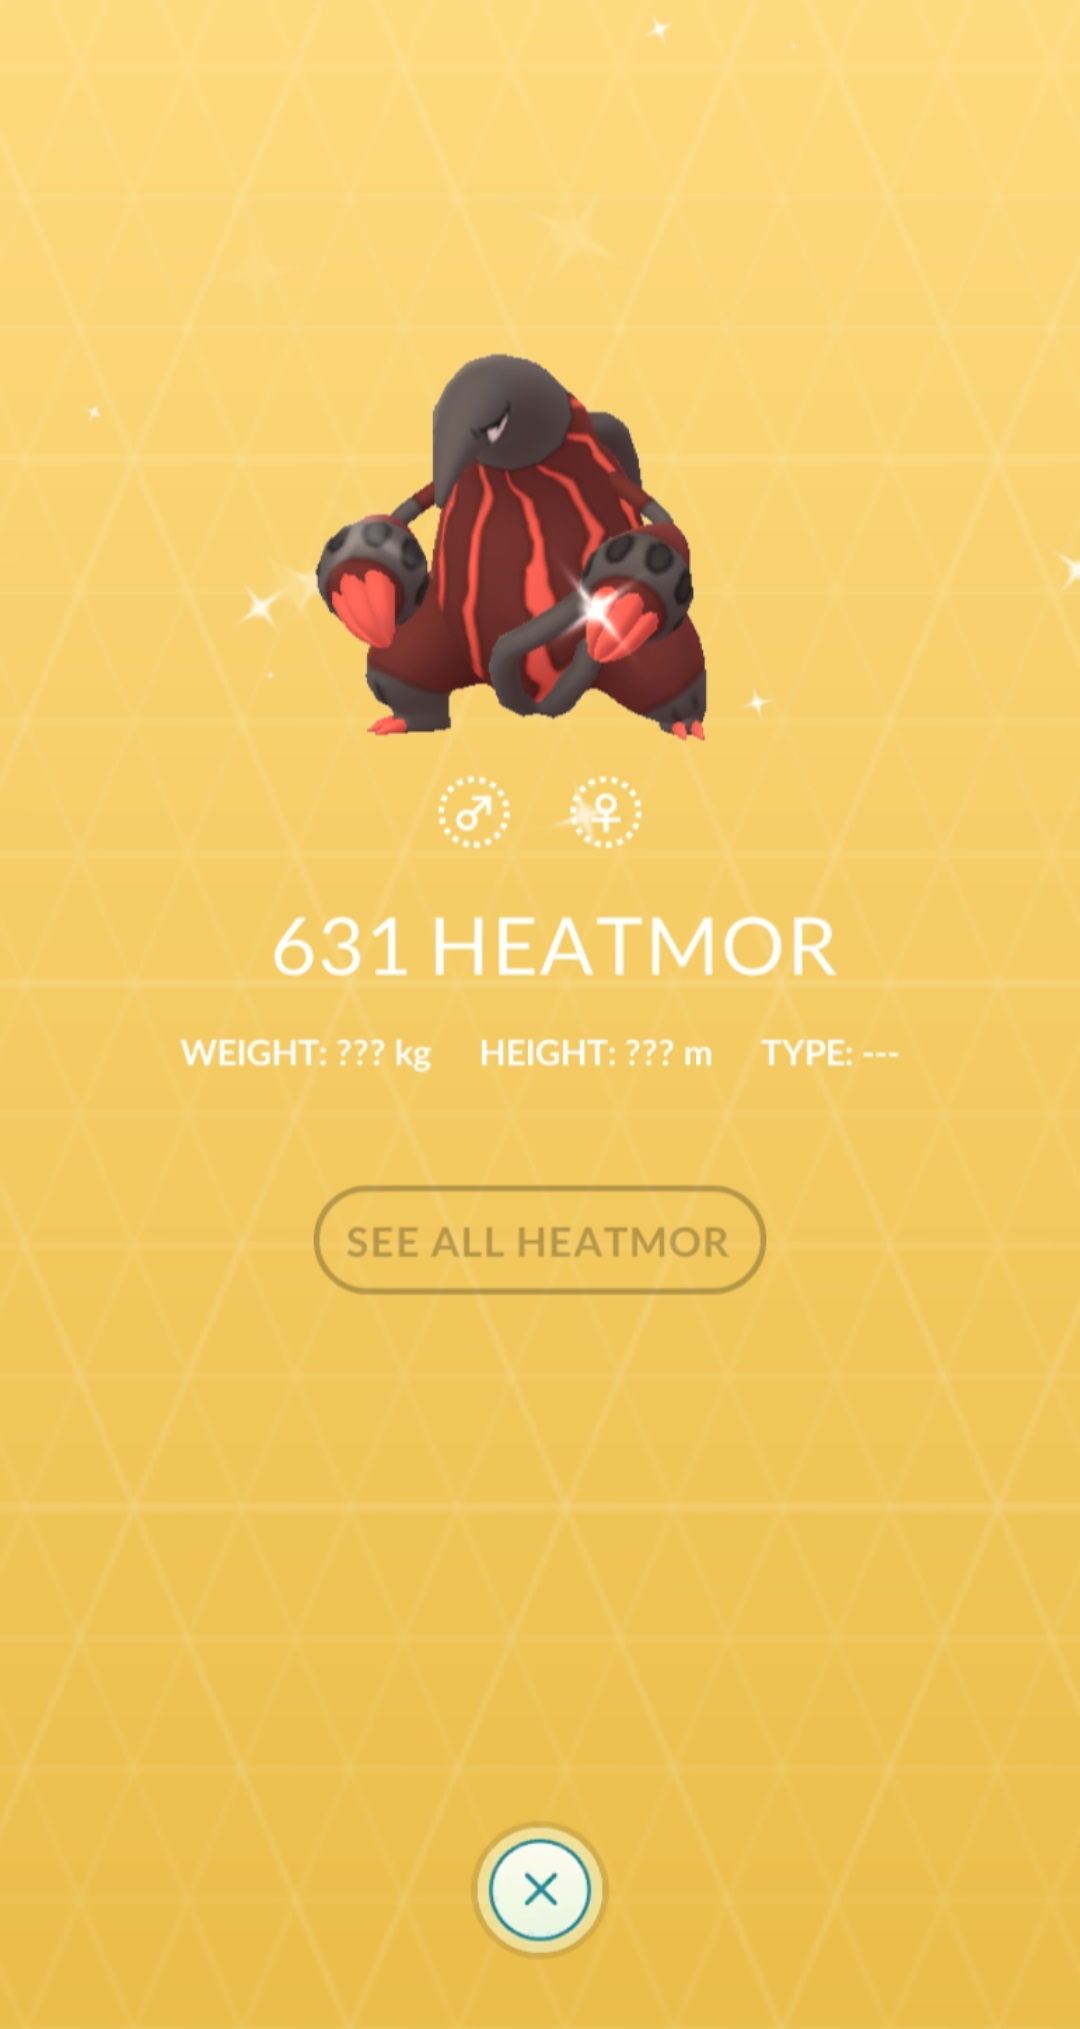 631 HEATMOR
WEIGHT: ??? kg HEIGHT: ??? m TYPE: ---
SEE ALL HEATMOR